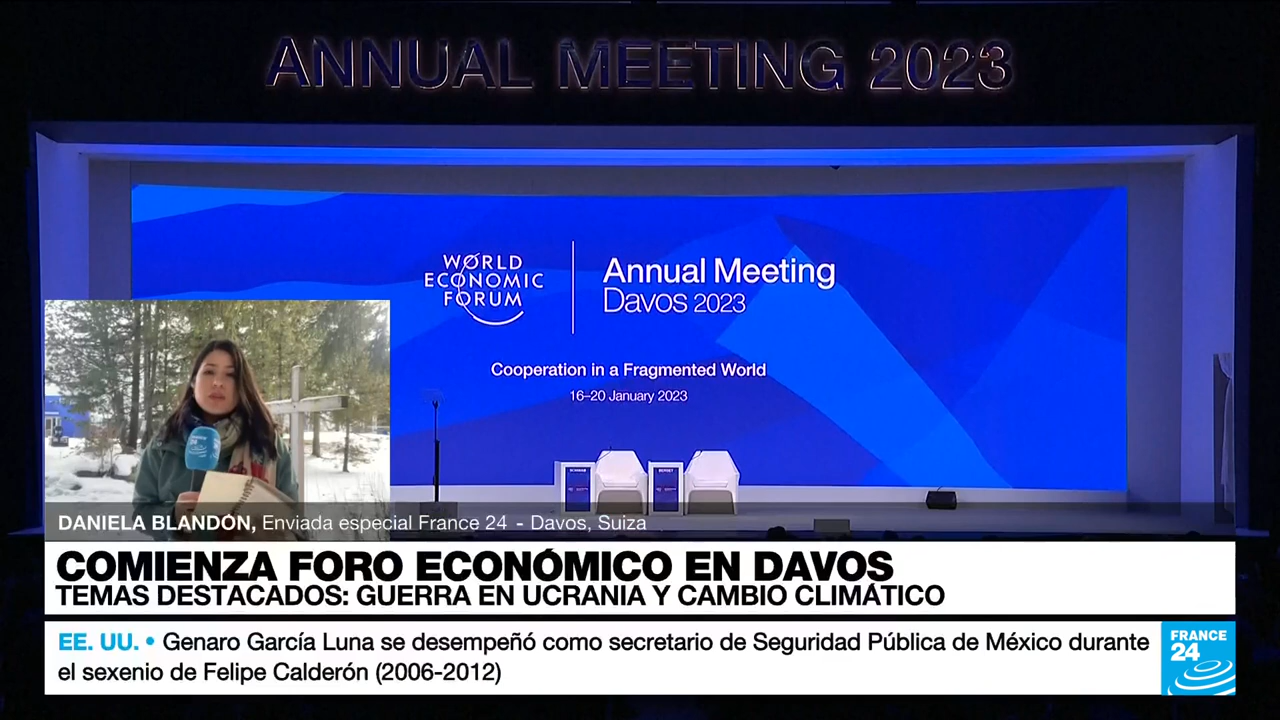 ANNUAL MEETING 2023
WORLD
ECONOMIC
FORUM
Annual Meeting
Davos 2023
Cooperation in a Fragmented World
16–20 January 2023
FRANCE
24
DANIELA BLANDÓN, Enviada especial France 24 - Davos, Suiza
COMIENZA FORO ECONÓMICO EN DAVOS
TEMAS DESTACADOS: GUERRA EN UCRANIA Y CAMBIO CLIMÁTICO
EE. UU. • Genaro García Luna se desempeñó como secretario de Seguridad Pública de México durante
el sexenio de Felipe Calderón (2006-2012)
FRANCE
24